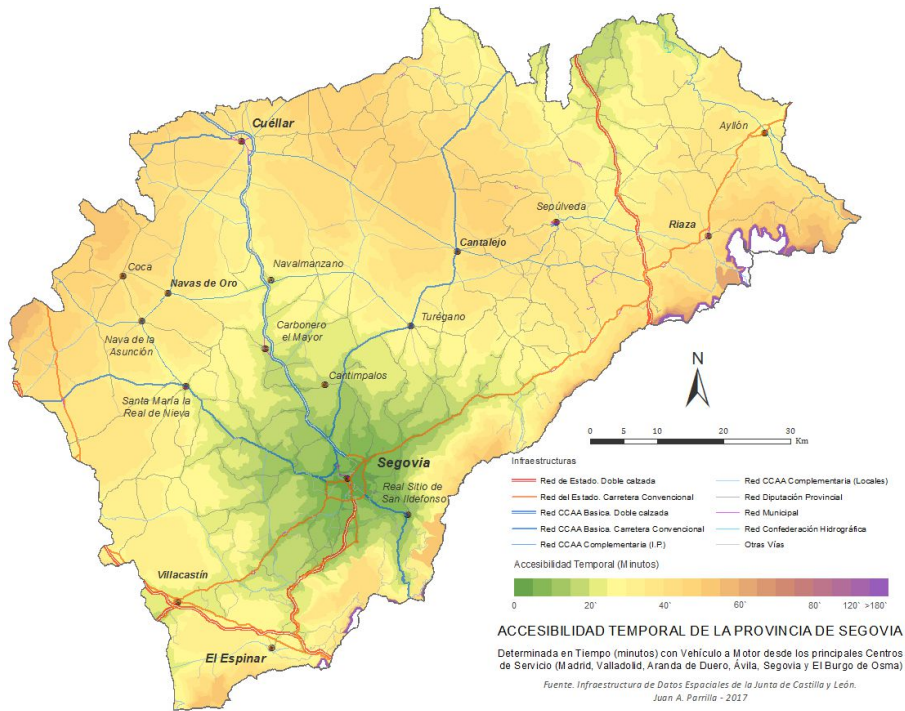 Cuéllar
Ayllón
Sepúlveda
Riaza
Cantalejo
Coca
Navalmanzano
Navas de Oro
Turégano
Nava de la
Asunción
Carbonero
el Mayor
Cantimpalos
Santa María la
Real de Nieva
N
0 5 10 20 30
Km
Segovia
Real Sitio de
San Ildefonso
Villacastín
El Espinar
Infraestructuras
Red de Estado. Doble calzada
Red del Estado. Carretera Convencional
Red CCAA Basica. Doble calzada
Red CCAA Basica. Carretera Convencional
Red CCAA Complementaria (I.P.)
Red CCAA Complementaria (Locales)
Red Diputación Provincial
Red Municipal
Red Confederación Hidrográfica
Otras Vías
Accesibilidad Temporal (Minutos)
0 20' 40' 60' 80' 120' >180'
ACCESIBILIDAD TEMPORAL DE LA PROVINCIA DE SEGOVIA
Determinada en Tiempo (minutos) con Vehículo a Motor desde los principales Centros
de Servicio (Madrid, Valladolid, Aranda de Duero, Ávila, Segovia y El Burgo de Osma)
Fuente. Infraestructura de Datos Espaciales de la Junta de Castilla y León.
Juan A. Parrilla - 2017